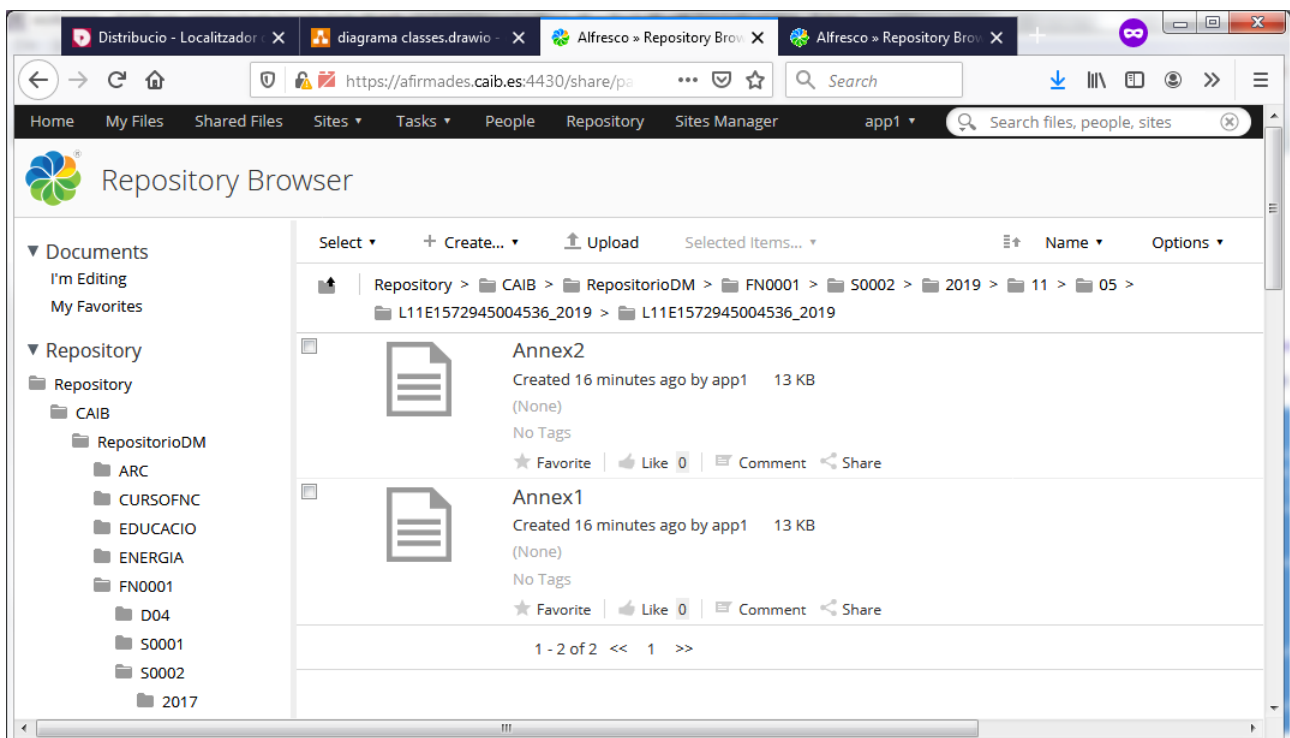 Distribucio - Localitzador
diagrama classes.drawio -
Alfresco » Repository Brow
Alfresco » Repository Brow
https://afirmades.caib.es:4430/share/pa
Search
Home My Files Shared Files Sites Tasks People Repository Sites Manager app1 Search files, people, sites
Repository Browser
Documents
I'm Editing
My Favorites
Repository
Repository
CAIB
RepositorioDM
ARC
CURSOFNC
EDUCACIO
ENERGIA
FN0001
D04
S0001
S0002
2017
Select + Create... Upload Selected Items... Name Options
Repository > CAIB > RepositorioDM > FN0001 > S0002 > 2019 > 11 > 05 >
L11E1572945004536_2019 > L11E1572945004536_2019
Annex2
Created 16 minutes ago by app1 13 KB
(None)
No Tags
Favorite Like 0 Comment Share
Annex1
Created 16 minutes ago by app1 13 KB
(None)
No Tags
Favorite Like 0 Comment Share
1 - 2 of 2 << 1 >>